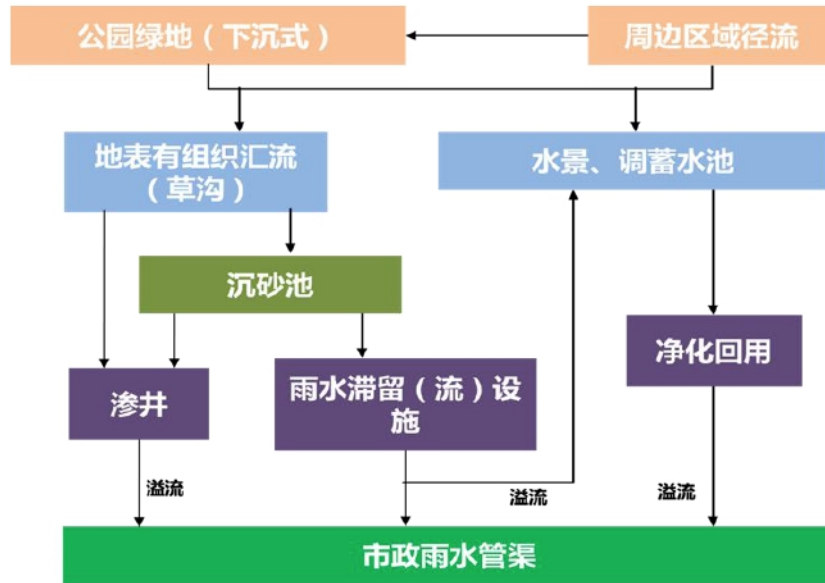 公园绿地（下沉式）
周边区域径流
地表有组织汇流
（草沟）
水景、调蓄水池
沉砂池
净化回用
渗井
雨水滞留（流）设
施
溢流
溢流
溢流
市政雨水管渠